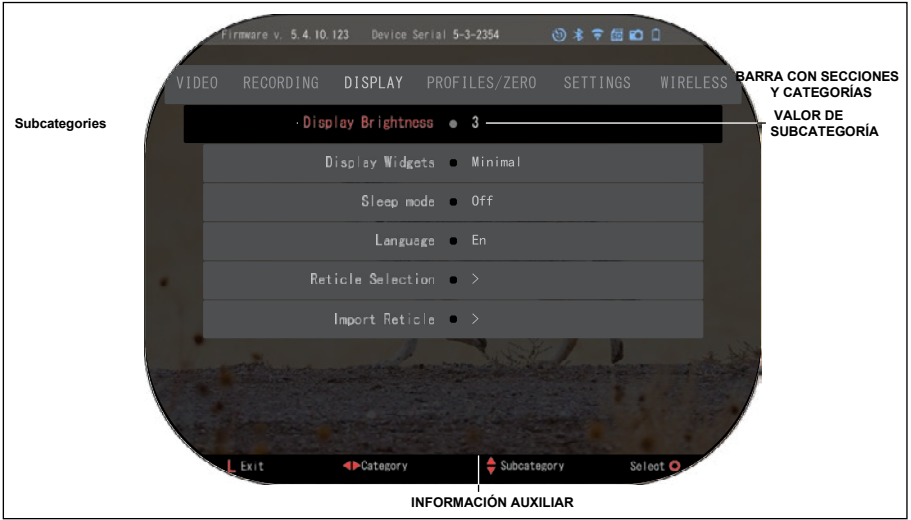 Firmware v. 5.4.10.123 Device Serial 5-3-2354
VIDEO RECORDING DISPLAY PROFILES/ZERO SETTINGS WIRELESS
BARRA CON SECCIONES
Y CATEGORÍAS
Subcategories
Display Brightness 3
VALOR DE
SUBCATEGORÍA
Display Widgets Minimal
Sleep mode Off
Language En
Reticle Selection >
Import Reticle >
L Exit Category Subcategory Select
INFORMACIÓN AUXILIAR